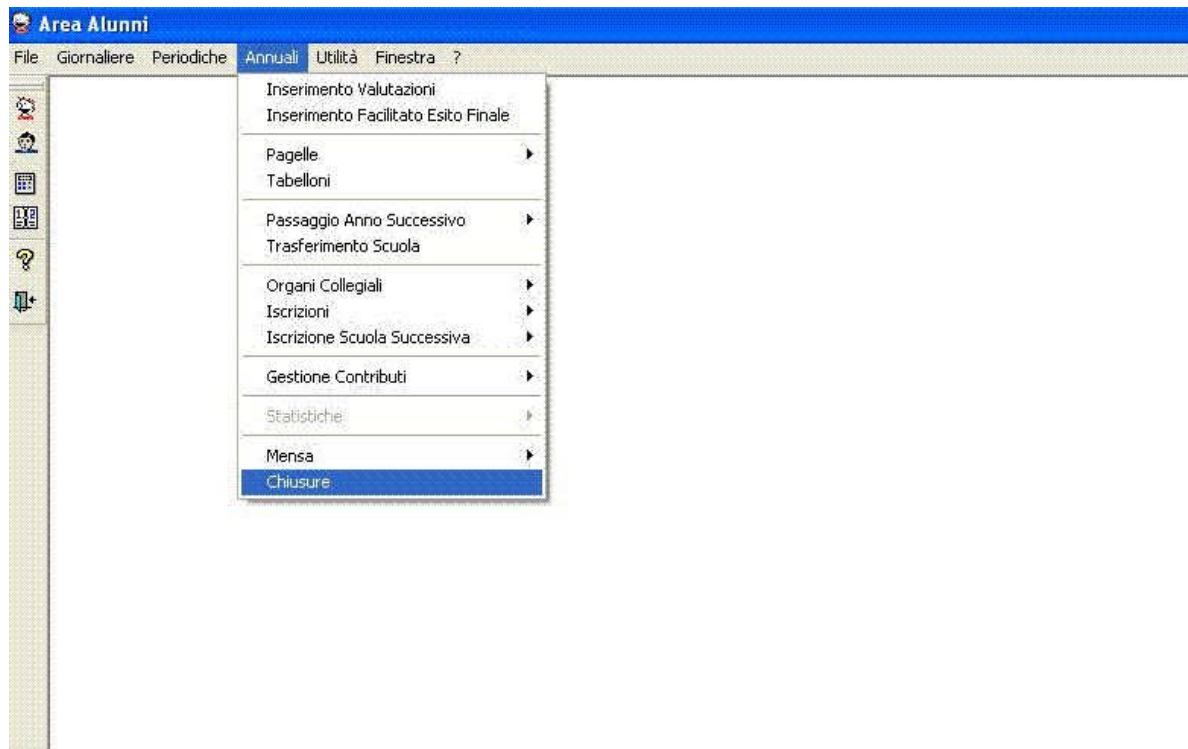 Area Alunni
File Giornaliere Periodiche Annuali Utilità Finestra ?
Inserimento Valutazioni
Inserimento Facilitato Esito Finale
Pagelle
Tabelloni
Passaggio Anno Successivo
Trasferimento Scuola
Organi Collegiali
Iscrizioni
Iscrizione Scuola Successiva
Gestione Contributi
Statistiche
Mensa
Chiusure